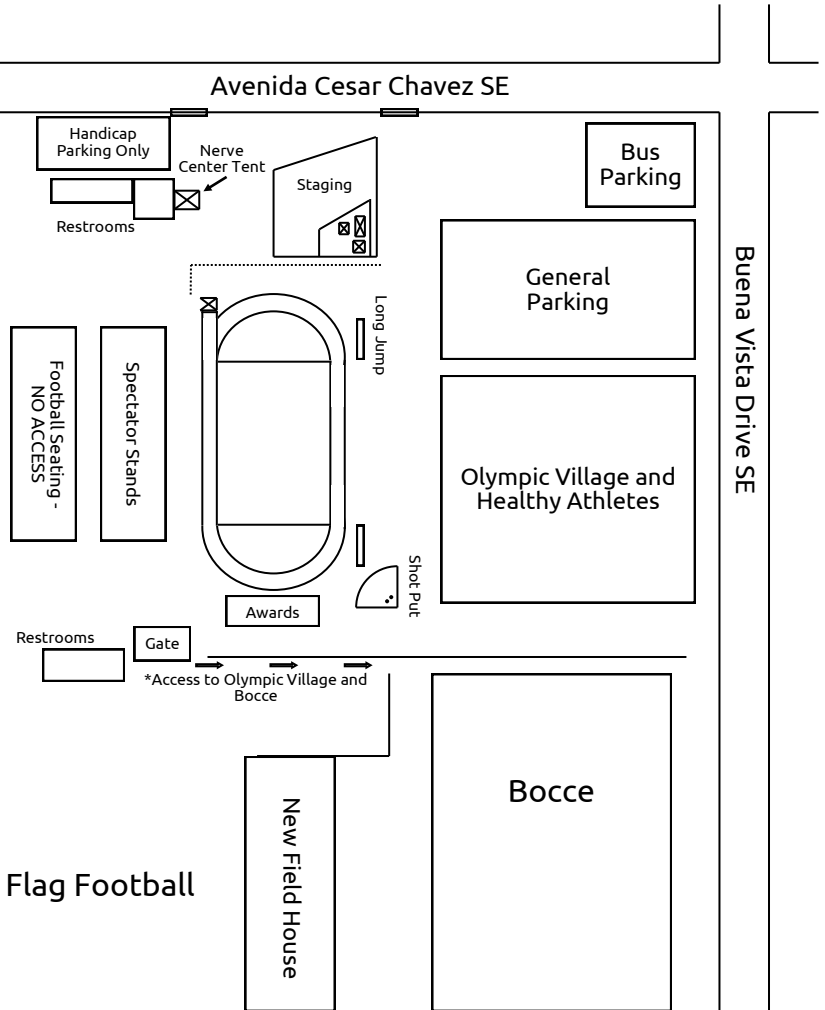 Avenida Cesar Chavez SE
Handicap
Parking Only
Nerve
Center Tent
Bus
Parking
Staging
Restrooms
General
Parking
Buena Vista Drive SE
Long Jump
Football Seating -
NO ACCESS
Spectator Stands
Olympic Village and
Healthy Athletes
Shot Put
Awards
Restrooms
Gate
*Access to Olympic Village and
Bocce
Bocce
New Field House
Flag Football